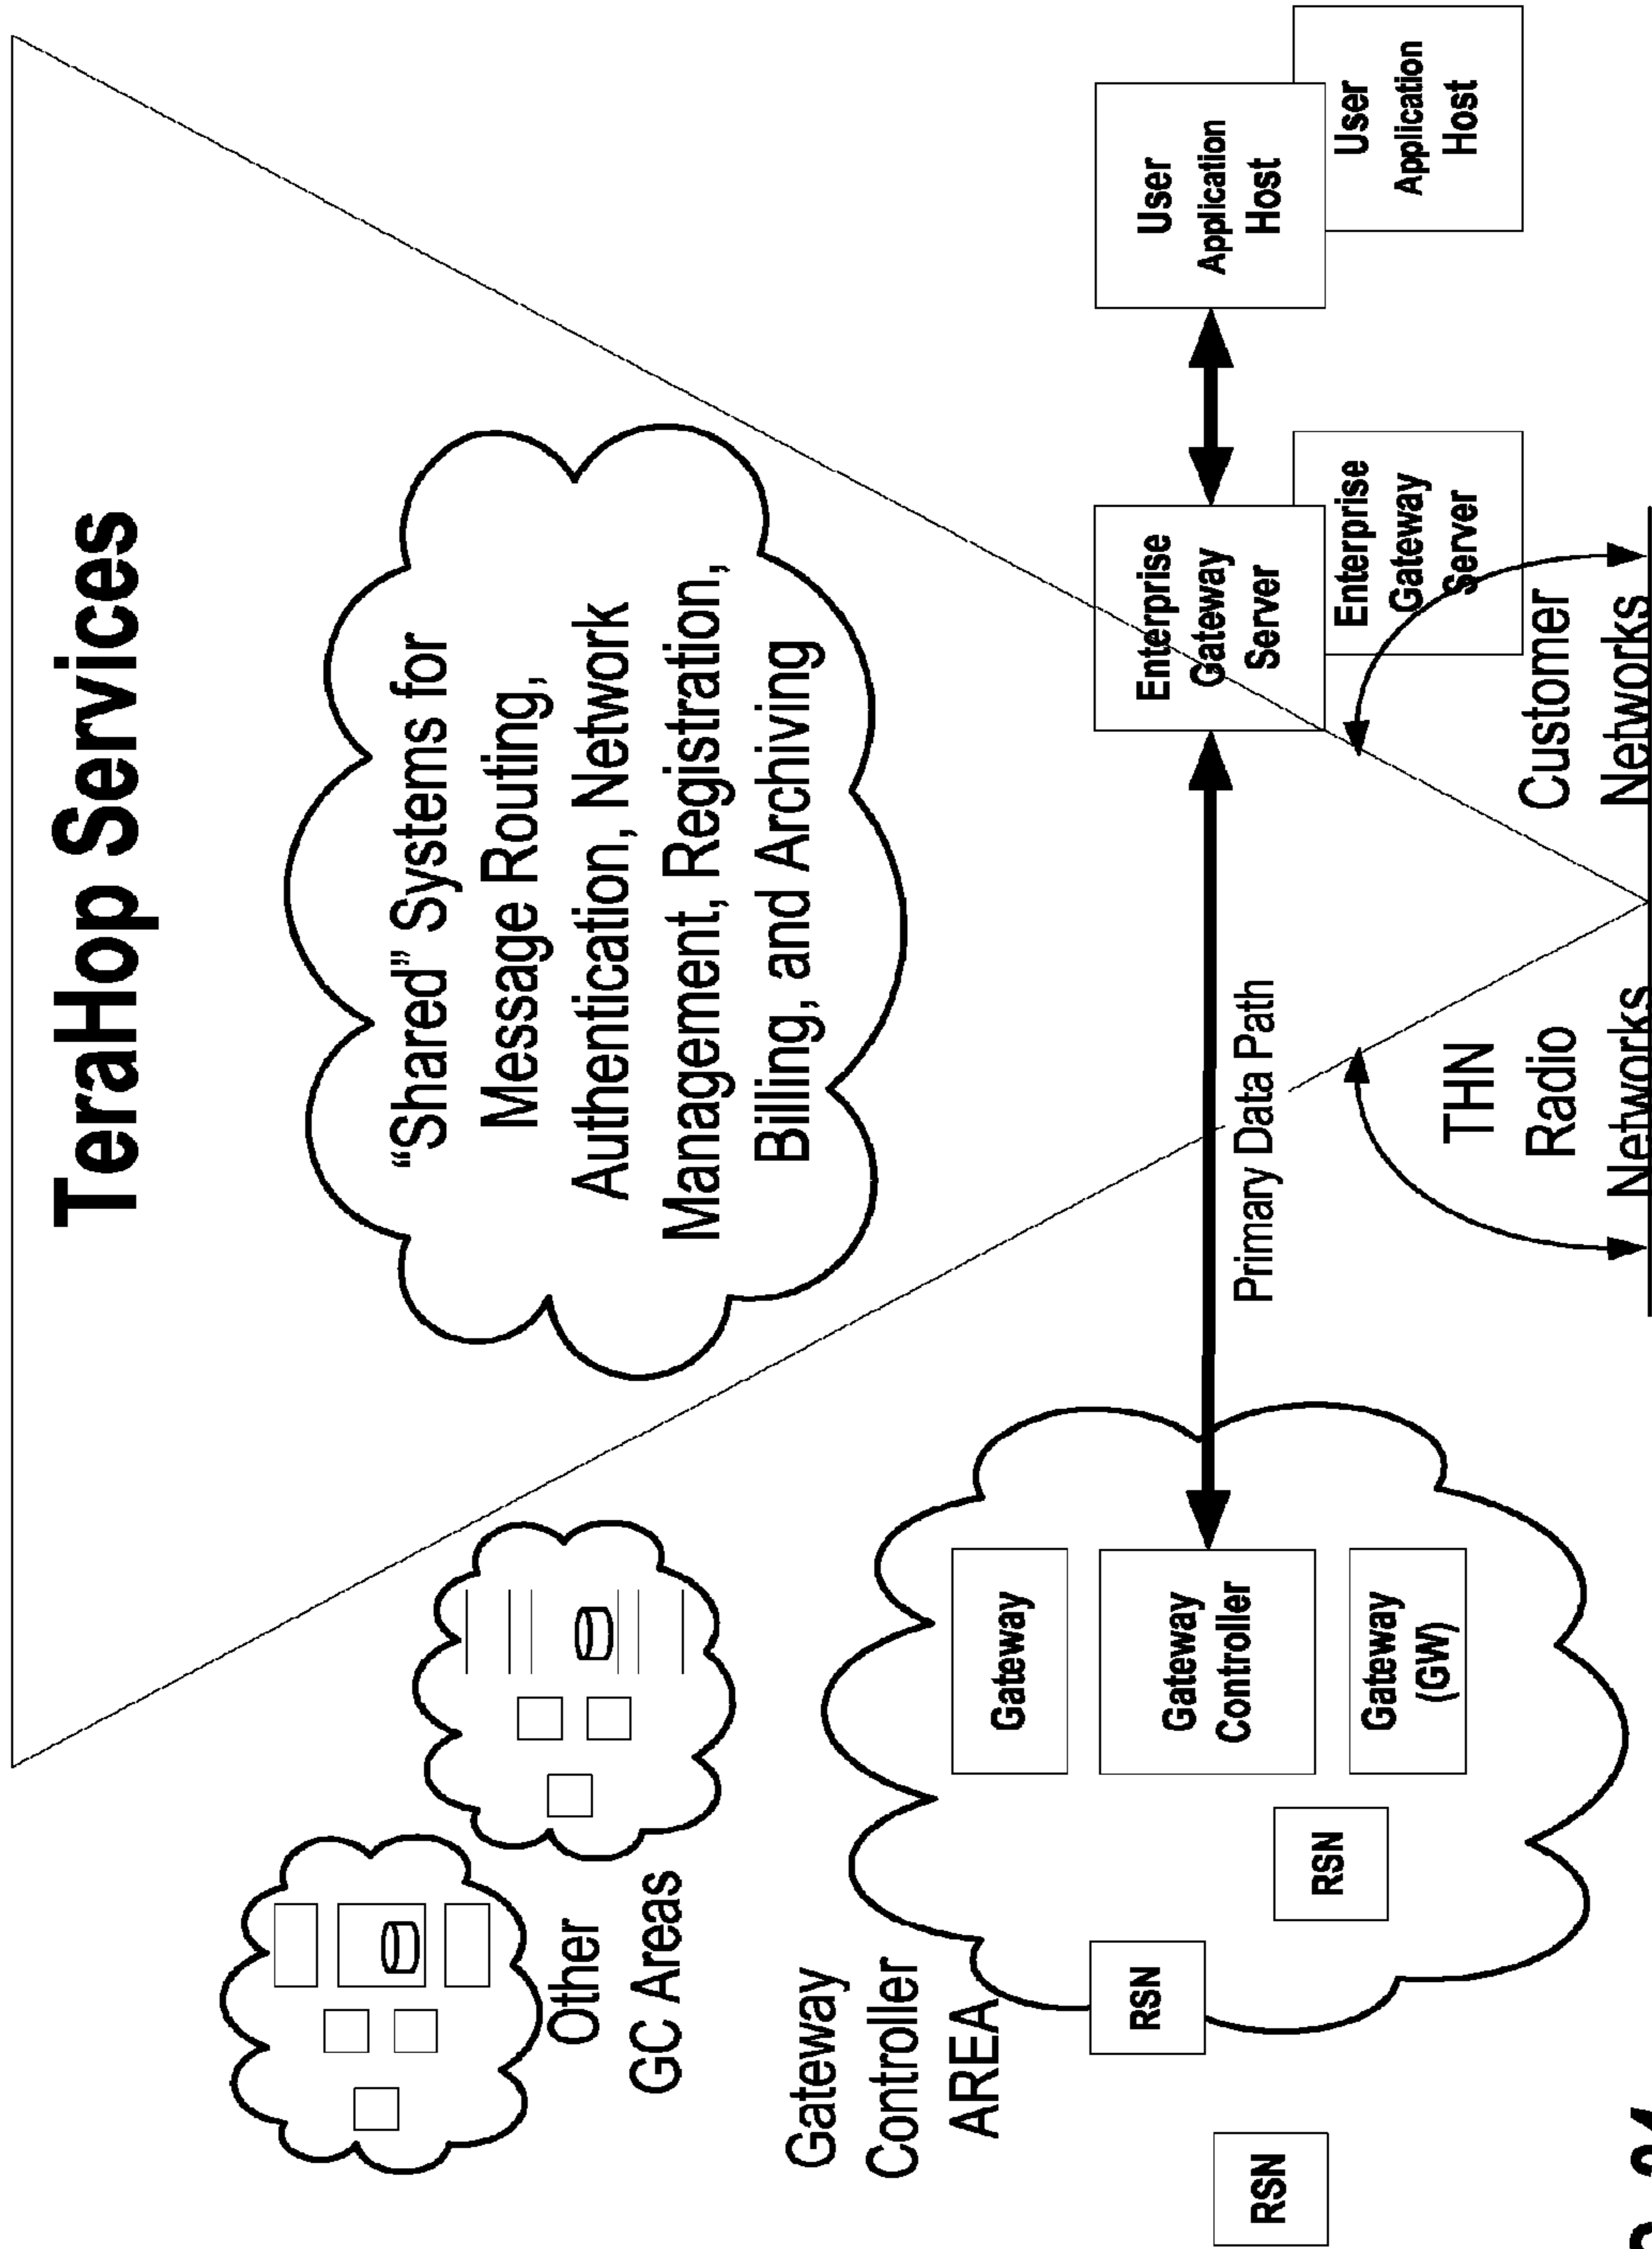 TeraHop Services
“Shared” Systems for
Message Routing,
Authentication, Network
Management, Registration,
Billing, and Archiving
Other
GC Areas
Gateway
Controller
AREA
RSN
RSN
RSN
Gateway
Gateway
Controller
Gateway
(GW)
Primary Data Path
Enterprise
Gateway
Server
Enterprise
Gateway
Server
User
Application
Host
User
Application
Host
THN
Radio
Networks
Customer
Networks